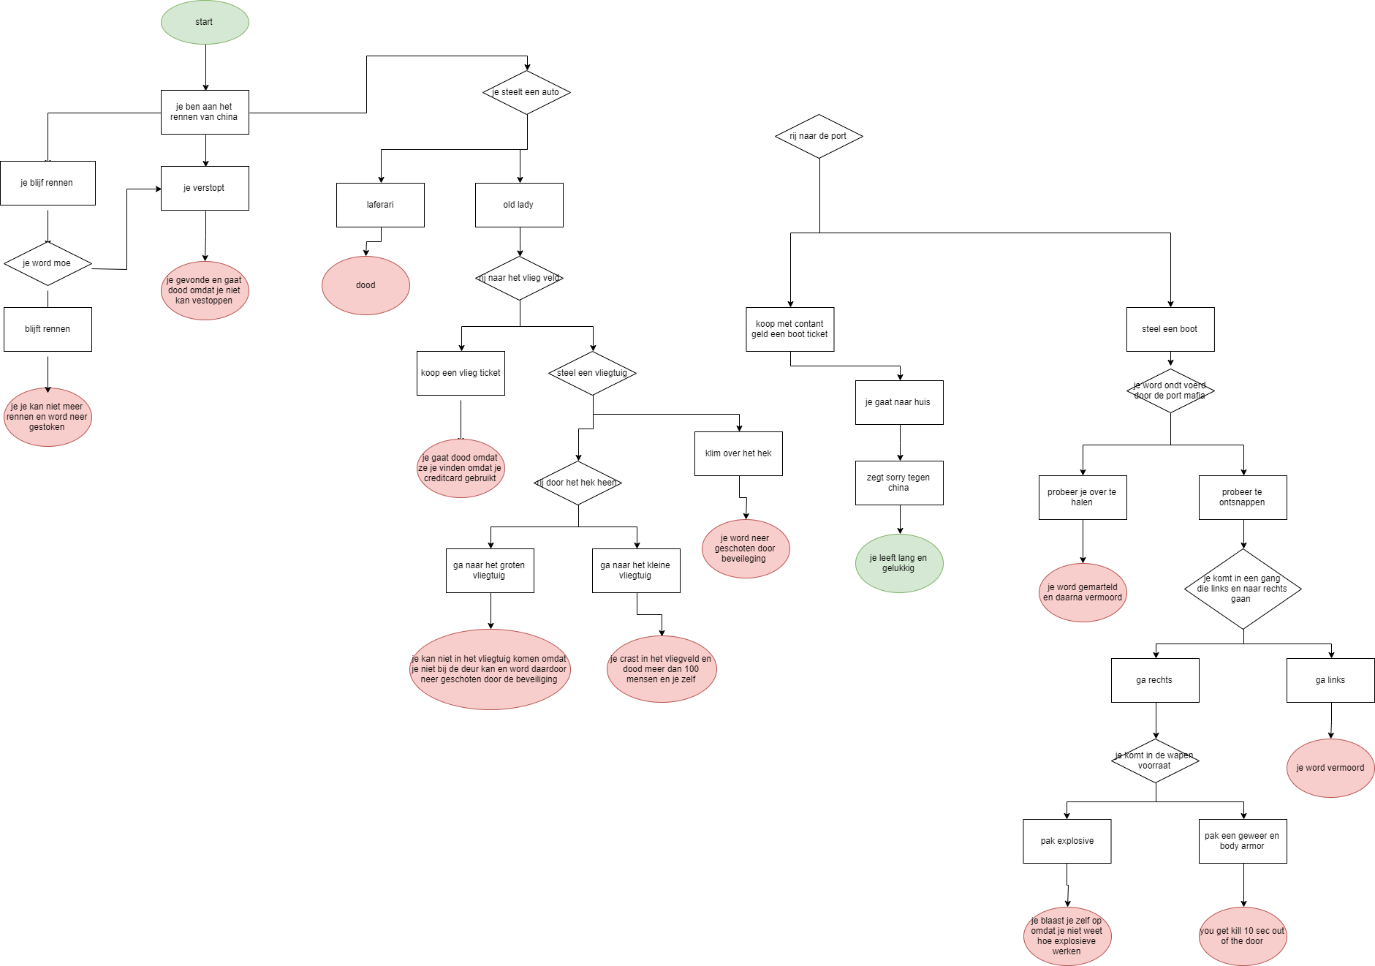 start
je ben aan het
rennen van china
je steelt een auto
rij naar de port
je blijf rennen
je verstopt
laferari
old lady
je word moe
je gevonde en gaat
dood omdat je niet
kan vestoppen
dood
rij naar het vlieg veld
blijft rennen
koop met contant
geld een boot ticket
steel een boot
koop een vlieg ticket
steel een vliegtuig
je gaat naar huis
je word ondt voerd
door de port mafia
je je kan niet meer
rennen en word neer
gestoken
klim over het hek
je gaat dood omdat
ze je vinden omdat je
creditcard gebruikt
rij door het hek heen
zegt sorry tegen
china
probeer je over te
halen
probeer te
ontsnappen
je word neer
geschoten door
beveileging
je leeft lang en
gelukkig
ga naar het groten
vliegtuig
ga naar het kleine
vliegtuig
je word gemarteld
en daarna vermoord
je komt in een gang
die links en naar rechts
gaan
je kan niet in het vliegtuig komen omdat
je niet bij de deur kan en word daardoor
neer geschoten door de beveiliging
je crast in het vliegveld en
dood meer dan 100
mensen en je zelf
ga rechts
ga links
je komt in de wapen
voorraat
je word vermoord
pak explosive
pak een geweer en
body armor
je blaast je zelf op
omdat je niet weet
hoe explosieve
werken
you get kill 10 sec out
of the door